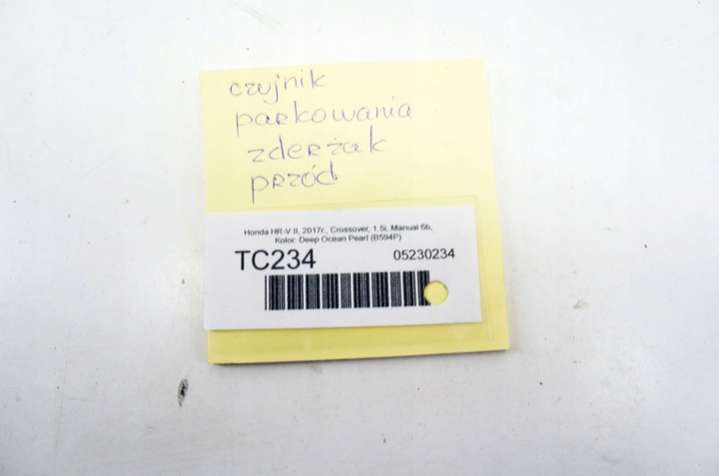 czujnik
parkowania
zderżak
przód
Honda HR-V II, 2017r., Crossover, 1.5i, Manual 6b,
Kolor: Deep Ocean Pearl (B594P)
TC234 05230234